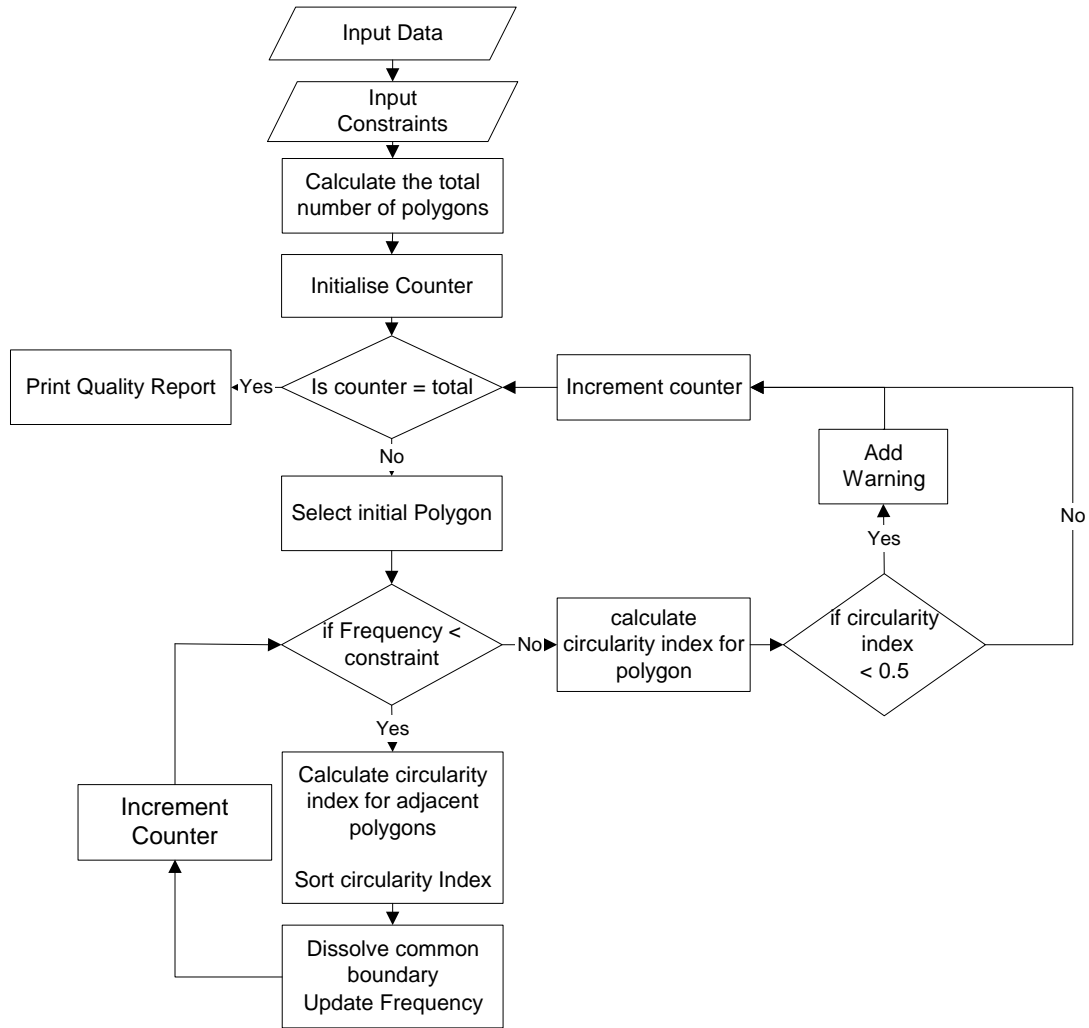 Input Data
Input
Constraints
Calculate the total
number of polygons
Initialise Counter
Print Quality Report
Yes
Is counter = total
Increment counter
No
Add
Warning
Select initial Polygon
No
Yes
if Frequency <
constraint
No
calculate
circularity index for
polygon
if circularity
index
< 0.5
Yes
Calculate circularity
index for adjacent
polygons
Sort circularity Index
Increment
Counter
Dissolve common
boundary
Update Frequency